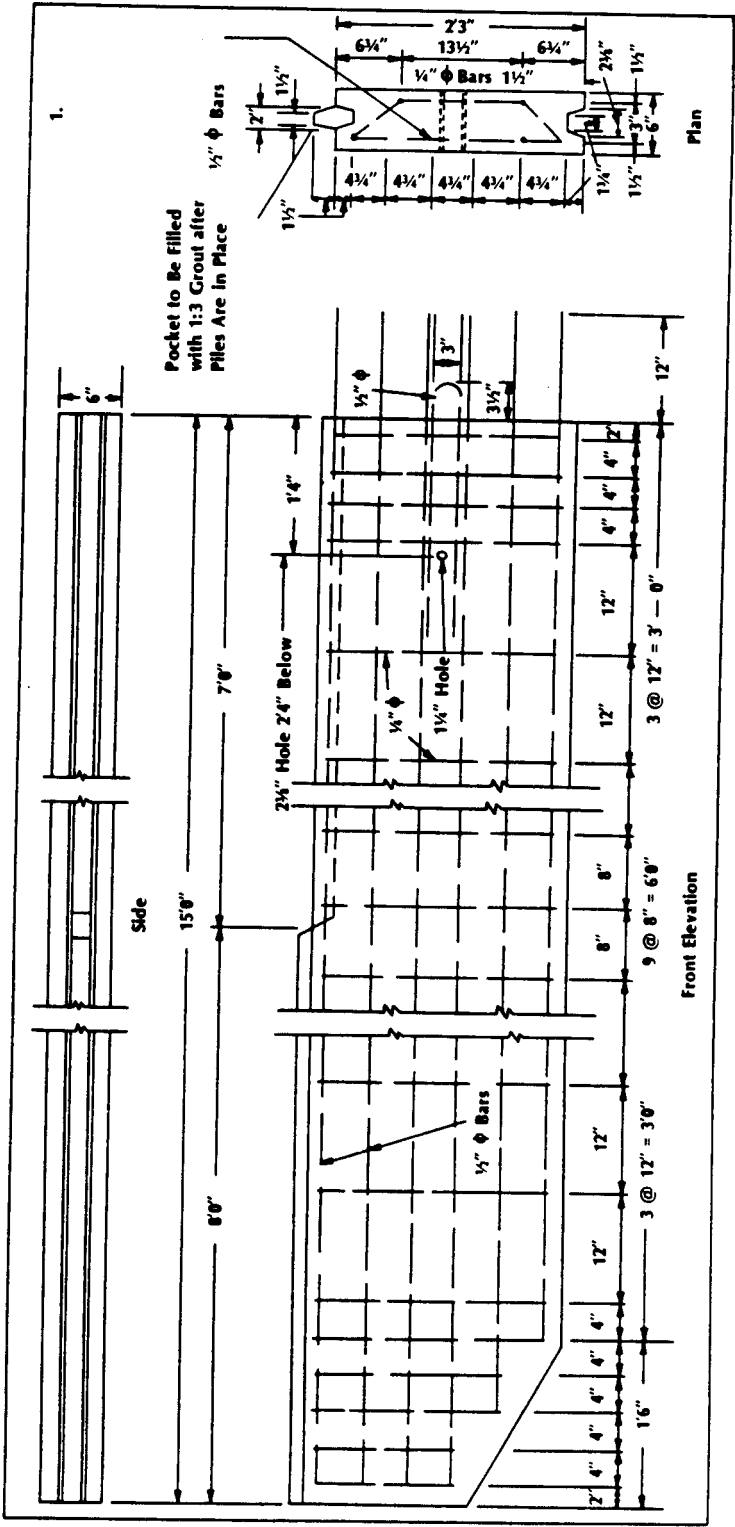 1.
2'3"
6¾"
13½"
6¾"
¼" ϕ Bars 1½"
1½"
2"
½" ϕ Bars
1½"
2⅛"
3"
6"
Plan
4¾"
4¾"
4¾"
4¾"
4¾"
1½"
1¾"
1½"
Pocket to Be Filled
with 1:3 Grout after
Piles Are in Place
6"
Side
15'0"
7'0"
8'0"
1'4"
2⅛" Hole 2'4" Below
½" ϕ
3"
3½"
12"
¼" ϕ
1¼" Hole
½" ϕ Bars
2"
4"
4"
4"
4"
4"
12"
12"
8"
8"
12"
12"
4"
4"
4"
2"
1'6"
3 @ 12" = 3'0"
9 @ 8" = 6'0"
3 @ 12" = 3' — 0"
Front Elevation